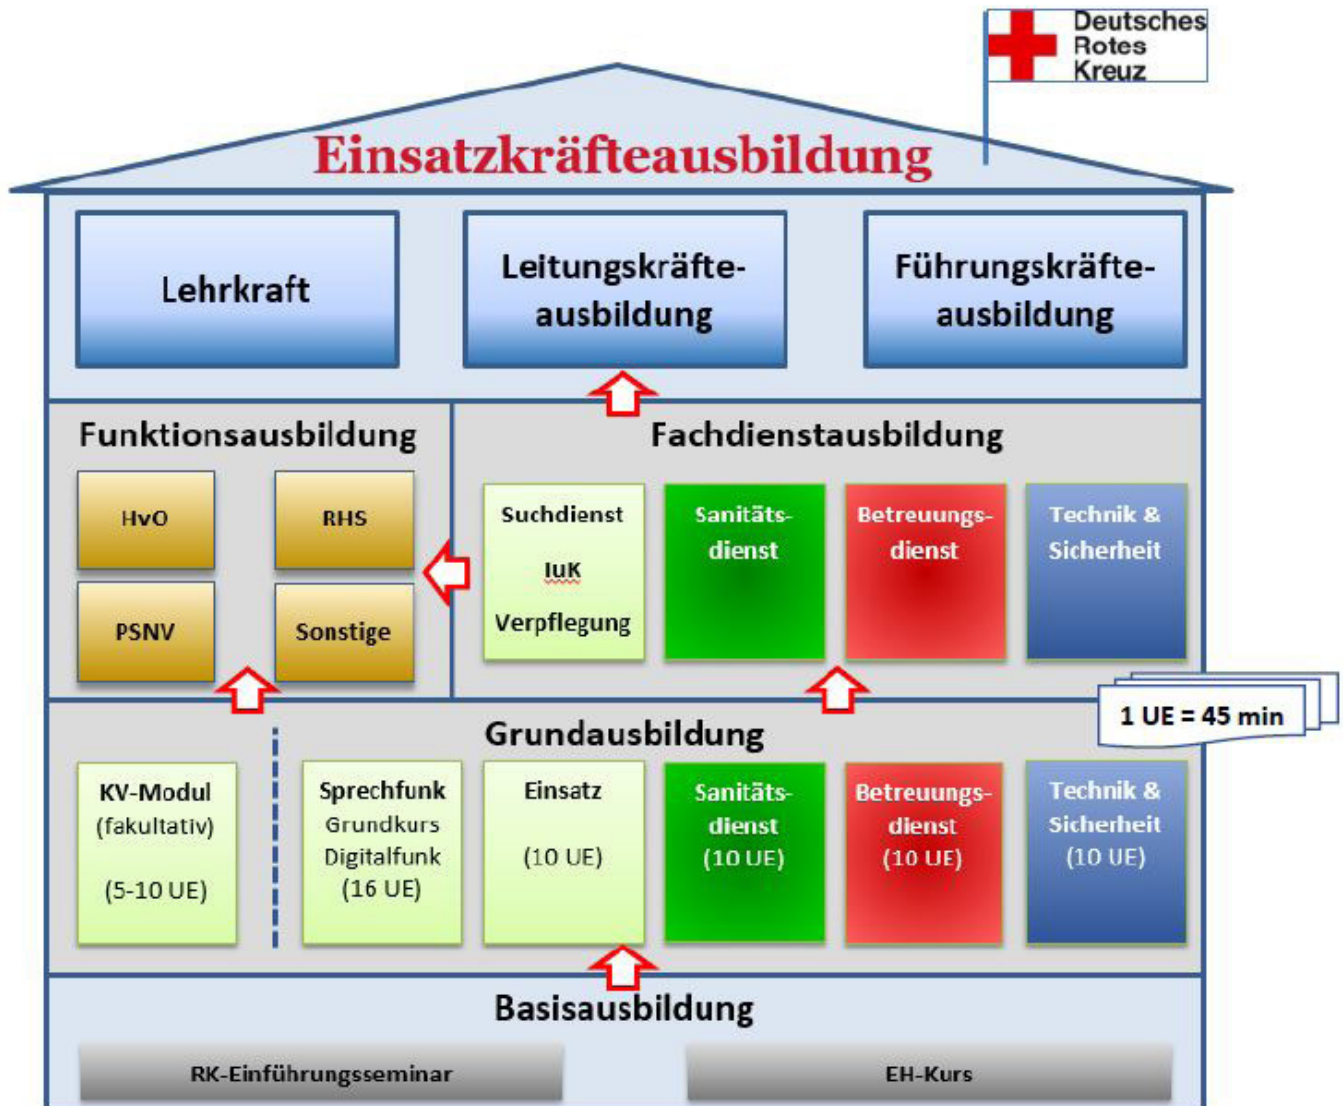 Deutsches
Rotes
Kreuz
Einsatzkräfteausbildung
Lehrkraft
Leitungskräfte-
ausbildung
Führungskräfte-
ausbildung
Funktionsausbildung
HvO
RHS
PSNV
Sonstige
Fachdienstausbildung
Suchdienst
IuK
Verpflegung
Sanitäts-
dienst
Betreuungs-
dienst
Technik &
Sicherheit
1 UE = 45 min
Grundausbildung
KV-Modul
(fakultativ)
(5-10 UE)
Sprechfunk
Grundkurs
Digitalfunk
(16 UE)
Einsatz
(10 UE)
Sanitäts-
dienst
(10 UE)
Betreuungs-
dienst
(10 UE)
Technik &
Sicherheit
(10 UE)
Basisausbildung
RK-Einführungsseminar
EH-Kurs